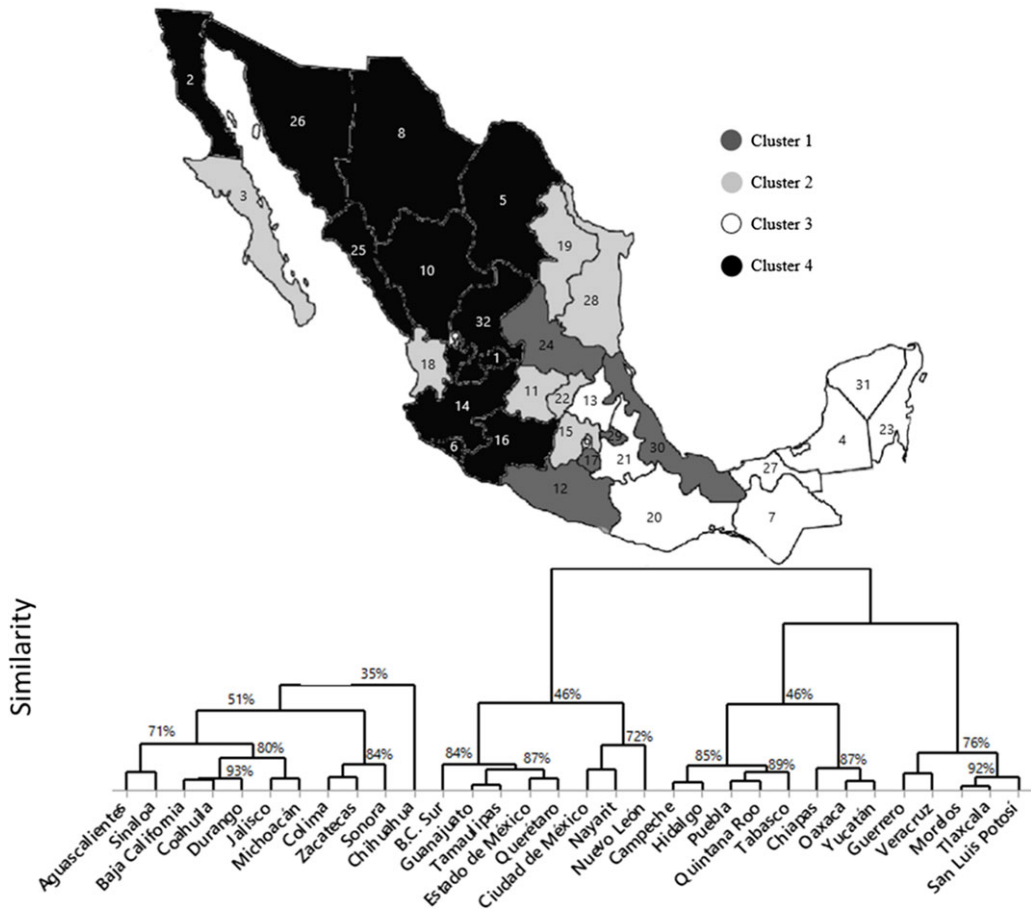 2
26
8
5
3
25
10
19
28
32
24
1
18
11
22
13
14
15
6
16
29
17
21
30
12
20
31
23
4
27
7
Cluster 1
Cluster 2
Cluster 3
Cluster 4
Similarity
35%
51%
71%
80%
93%
84%
46%
84%
87%
72%
46%
85%
89%
87%
76%
92%
Aguascalientes
Sinaloa
Baja California
Coahuila
Durango
Jalisco
Michoacán
Colima
Zacatecas
Sonora
Chihuahua
B.C. Sur
Guanajuato
Tamaulipas
Estado de México
Querétaro
Ciudad de México
Nayarit
Nuevo León
Campeche
Hidalgo
Puebla
Quintana Roo
Tabasco
Chiapas
Oaxaca
Yucatán
Guerrero
Veracruz
Morelos
Tlaxcala
San Luis Potosí